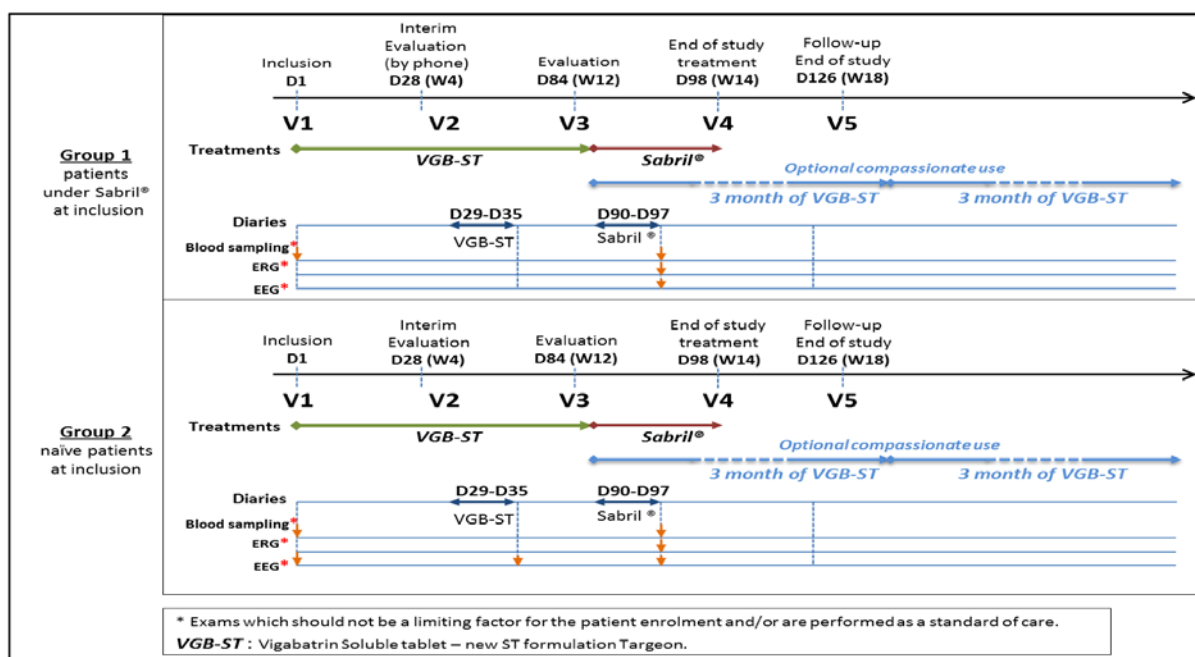 Inclusion
D1
Interim
Evaluation
(by phone)
D28 (W4)
Evaluation
D84 (W12)
End of study
treatment
D98 (W14)
Follow-up
End of study
D126 (W18)
V1 V2 V3 V4 V5
Group 1
patients
under Sabril®
at inclusion
Treatments
VGB-ST
Sabril®
Optional compassionate use
3 month of VGB-ST
3 month of VGB-ST
Diaries
D29-D35
VGB-ST
D90-D97
Sabril ®
Blood sampling*
ERG*
EEG*
Inclusion
D1
Interim
Evaluation
D28 (W4)
Evaluation
D84 (W12)
End of study
treatment
D98 (W14)
Follow-up
End of study
D126 (W18)
V1 V2 V3 V4 V5
Group 2
naïve patients
at inclusion
Treatments
VGB-ST
Sabril®
Optional compassionate use
3 month of VGB-ST
3 month of VGB-ST
Diaries
D29-D35
VGB-ST
D90-D97
Sabril ®
Blood sampling*
ERG*
EEG*
* Exams which should not be a limiting factor for the patient enrolment and/or are performed as a standard of care.
VGB-ST : Vigabatrin Soluble tablet – new ST formulation Targeon.